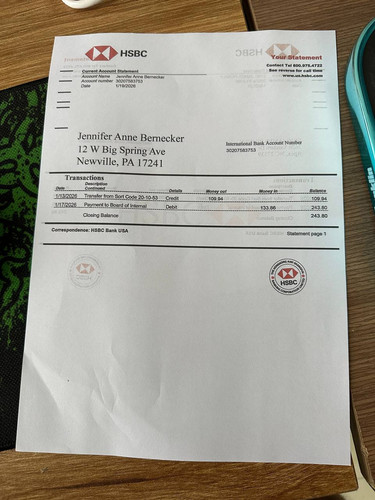 HSBC
Your Statement
Contact Tel 800.975.4722
See reverse for call time
www.us.hsbc.com
Current Account Statement
Account Name Jennifer Anne Bernecker
Account number 30207583753
Date 1/19/2026
Jennifer Anne Bernecker
12 W Big Spring Ave
Newville, PA 17241
International Bank Account Number
30207583753
Transactions
Date Description Continued Details Money out Money in Balance
1/13/2026 Transfer from Sort Code 20-10-53 Credit 109.84 109.84
1/17/2026 Payment to Board of Internal Debit 133.86 243.80
Closing Balance 243.80
Correspondence: HSBC Bank USA Statement page 1